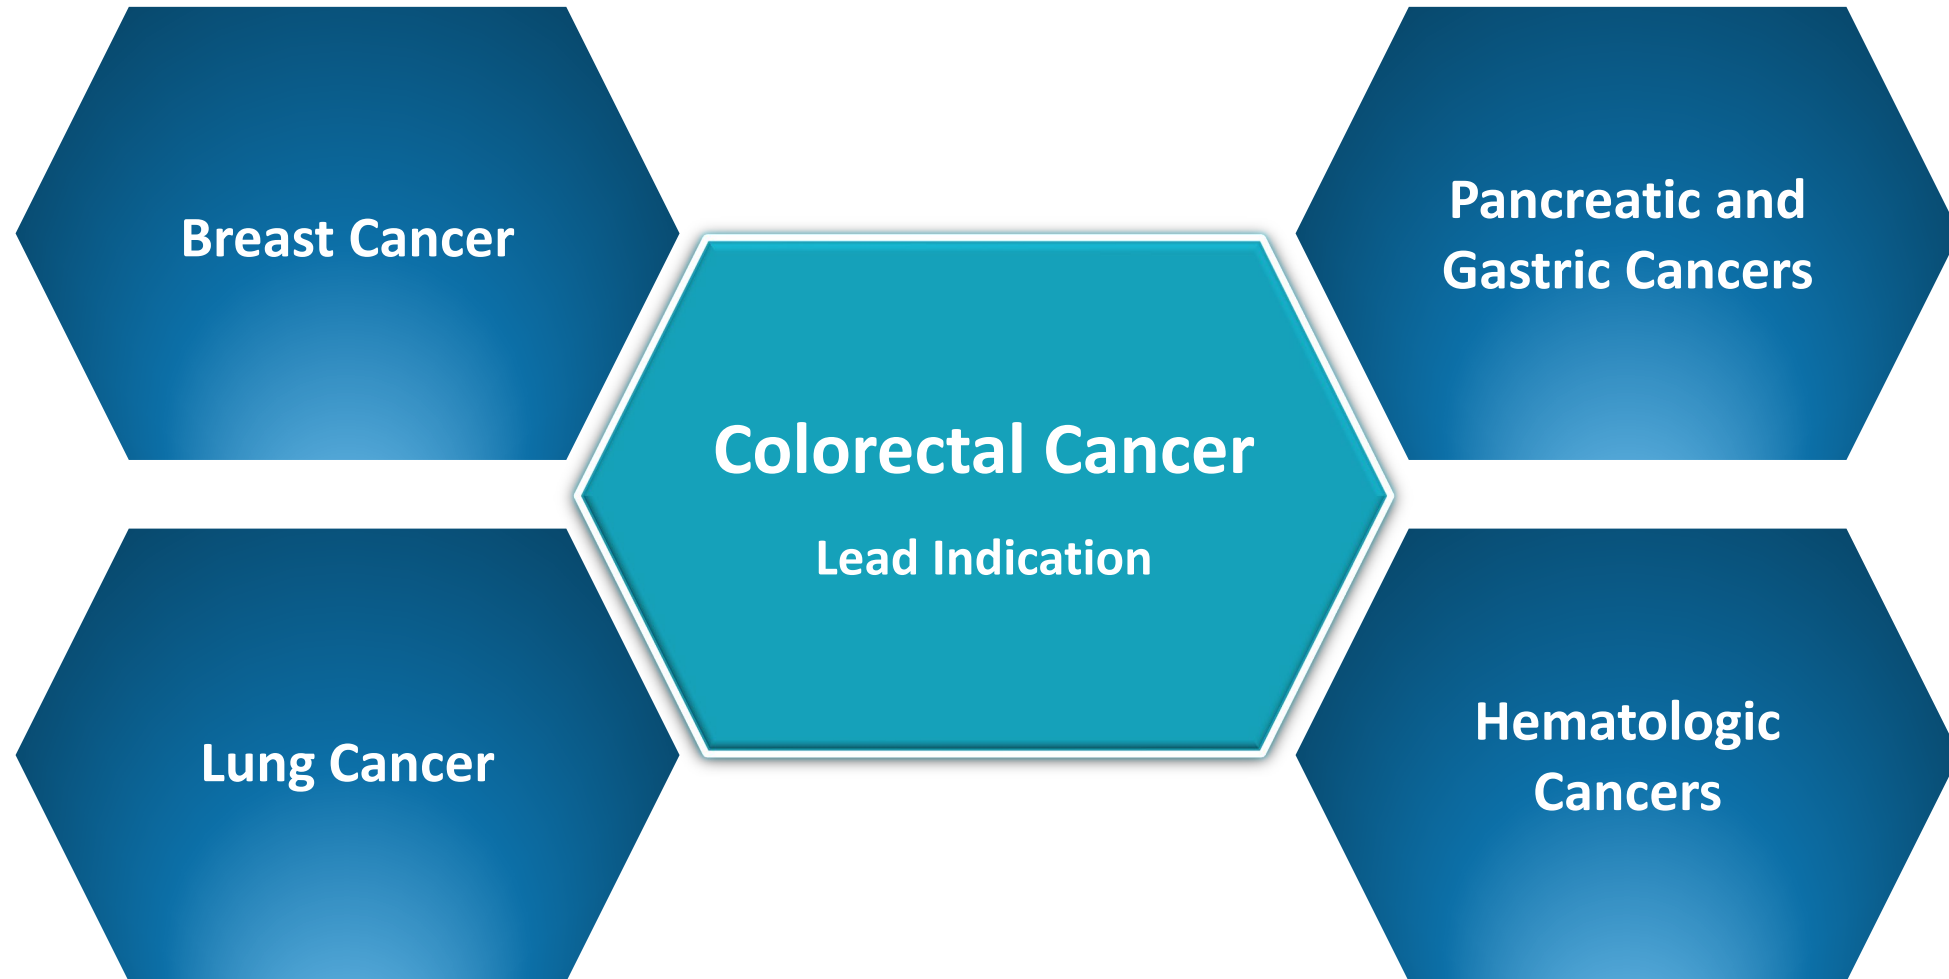 Breast Cancer
Pancreatic and
Gastric Cancers
Colorectal Cancer
Lead Indication
Lung Cancer
Hematologic
Cancers